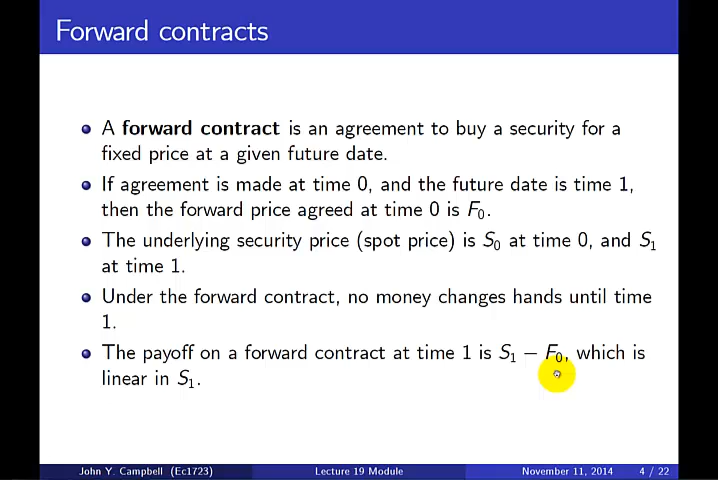 Forward contracts
A forward contract is an agreement to buy a security for a
fixed price at a given future date.
If agreement is made at time 0, and the future date is time 1,
then the forward price agreed at time 0 is F₀.
The underlying security price (spot price) is S₀ at time 0, and S₁
at time 1.
Under the forward contract, no money changes hands until time
1.
The payoff on a forward contract at time 1 is S₁ − F₀, which is
linear in S₁.
John Y. Campbell (Ec1723) Lecture 19 Module November 11, 2014 4 / 22